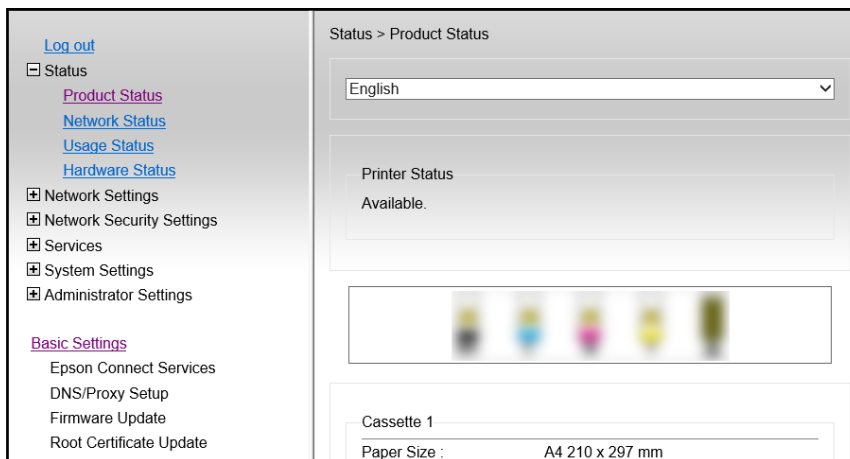 Log out
Status
Product Status
Network Status
Usage Status
Hardware Status
Network Settings
Network Security Settings
Services
System Settings
Administrator Settings
Basic Settings
Epson Connect Services
DNS/Proxy Setup
Firmware Update
Root Certificate Update
Status > Product Status
English
Printer Status
Available.
Cassette 1
Paper Size : A4 210 x 297 mm